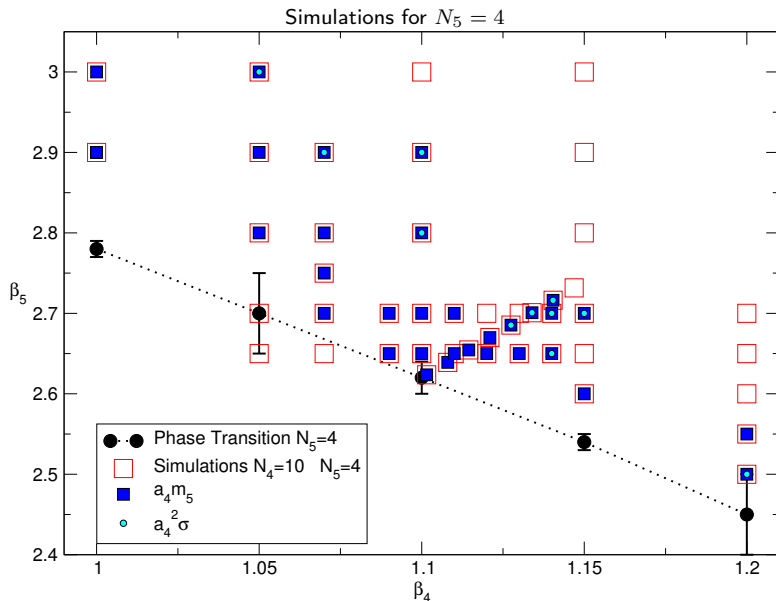 Simulations for N₅ = 4
3
2.9
2.8
2.7
2.6
2.5
2.4
β₅
Phase Transition N₅=4
Simulations N₄=10 N₅=4
a₄m₅
a₄²σ
1
1.05
1.1
1.15
1.2
β₄